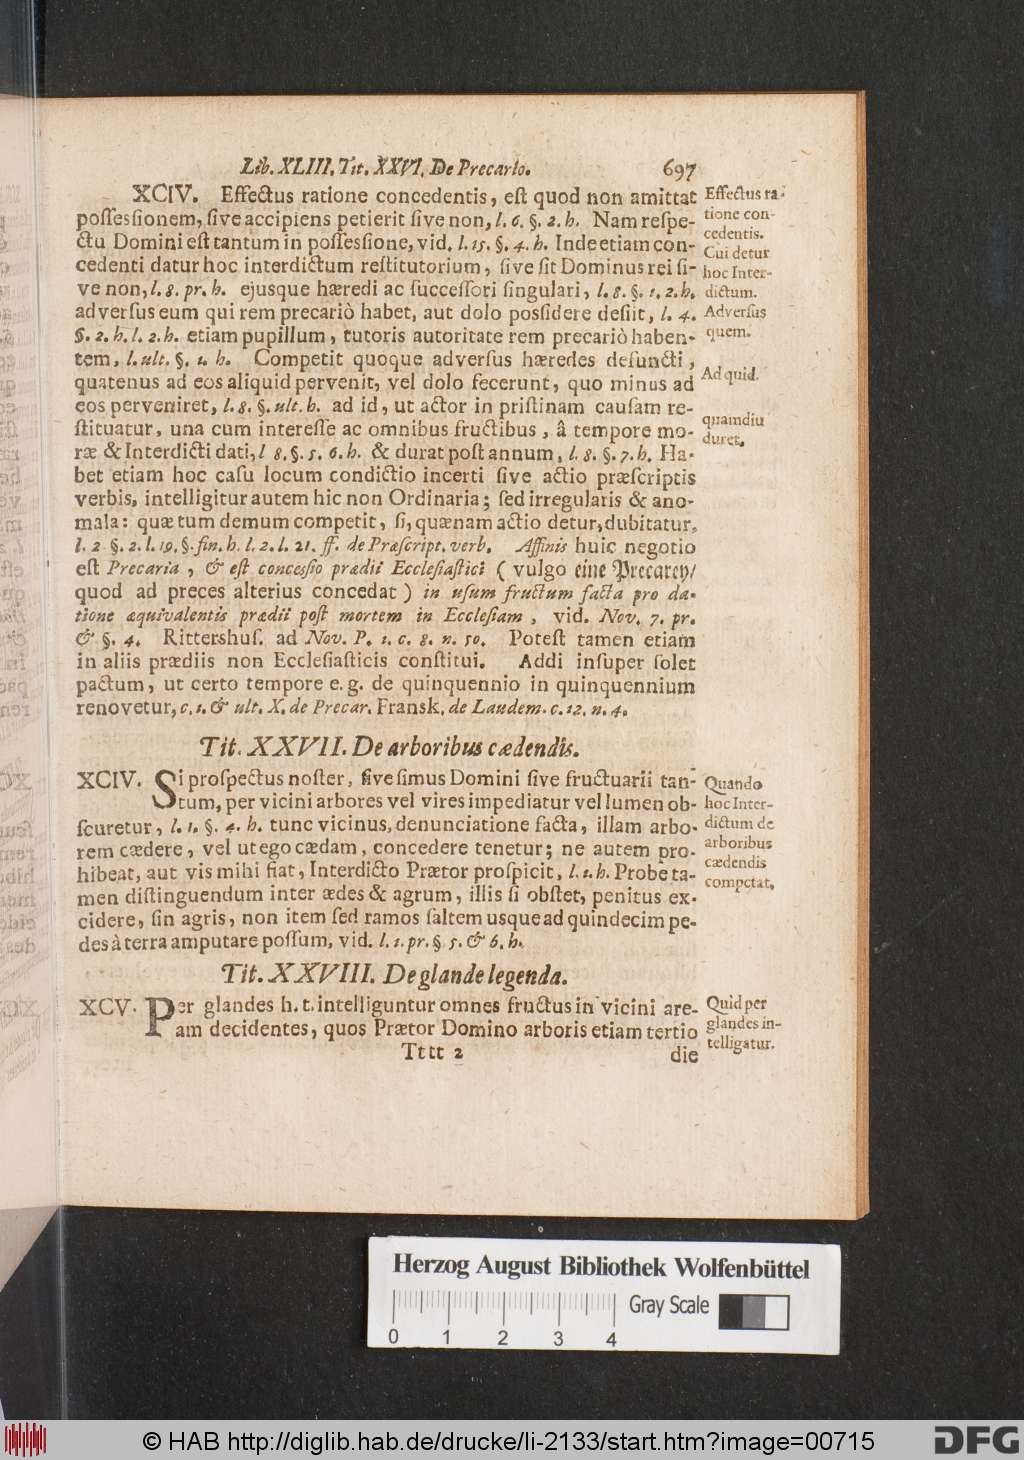 Lib. XLIII. Tit. XXVI. De Precario. 697
XCIV. Effectus ratione concedentis, eſt quod non amittat
poſſeſſionem, ſive accipiens petierit ſive non, l. 6. §. 2. h. Nam reſpe-
ctu Domini eſt tantum in poſſeſſione, vid. l. 15. §. 4. h. Inde etiam con-
cedenti datur hoc interdictum reſtitutorium, ſive ſit Dominus rei ſi-
ve non, l. 8. pr. h. ejusque hæredi ac ſucceſſori ſingulari, l. 8. §. 1. 2. h.
adverſus eum qui rem precariò habet, aut dolo poſſidere deſiit, l. 4.
§. 2. h. l. 2. h. etiam pupillum, tutoris autoritate rem precariò haben-
tem, l. ult. §. 1. h. Competit quoque adverſus hæredes defuncti,
quatenus ad eos aliquid pervenit, vel dolo fecerunt, quo minus ad
eos perveniret, l. 8. §. ult. h. ad id, ut actor in priſtinam cauſam re-
ſtituatur, una cum intereſſe ac omnibus fructibus, â tempore mo-
ræ & Interdicti dati, l 8. §. 5. 6. h. & durat poſt annum, l. 8. §. 7. h. Ha-
bet etiam hoc caſu locum condictio incerti ſive actio præſcriptis
verbis, intelligitur autem hic non Ordinaria; ſed irregularis & ano-
mala: quæ tum demum competit, ſi, quænam actio detur, dubitatur,
l. 2 §. 2. l. 19. §. fin. h. l. 2. l. 21. ff. de Præſcript. verb. Affinis huic negotio
eſt Precaria, & eſt conceſſio prædii Eccleſiaſtici (vulgo eine Precarey/
quod ad preces alterius concedat) in uſum fructum facta pro da-
tione æquivalentis prædii poſt mortem in Eccleſiam, vid. Nov. 7. pr.
& §. 4. Rittershuſ. ad Nov. P. 1. c. 8. n. 50. Poteſt tamen etiam
in aliis prædiis non Eccleſiaſticis conſtitui. Addi inſuper ſolet
pactum, ut certo tempore e. g. de quinquennio in quinquennium
renovetur, c. 1. & ult. X. de Precar. Fransk. de Laudem. c. 12. n. 4.
Effectus ra-
tione con-
cedentis.
Cui detur
hoc Inter-
dictum.
Adverſus
quem.
Ad quid.
quamdiu
duret.
Tit. XXVII. De arboribus cædendis.
XCIV. Si proſpectus noſter, ſive ſimus Domini ſive fructuarii tan-
tum, per vicini arbores vel vires impediatur vel lumen ob-
ſcuretur, l. 1. §. 4. h. tunc vicinus, denunciatione facta, illam arbo-
rem cædere, vel ut ego cædam, concedere tenetur; ne autem pro-
hibeat, aut vis mihi fiat, Interdicto Prætor proſpicit, l. 1. h. Probe ta-
men diſtinguendum inter ædes & agrum, illis ſi obſtet, penitus ex-
cidere, ſin agris, non item ſed ramos ſaltem usque ad quindecim pe-
des à terra amputare poſſum, vid. l. 1. pr. §. 5. & 6. h.
Quando
hoc Inter-
dictum de
arboribus
cædendis
competat.
Tit. XXVIII. De glande legenda.
XCV. Per glandes h. t. intelliguntur omnes fructus in vicini are-
am decidentes, quos Prætor Domino arboris etiam tertio
Quid per
glandes in-
telligatur.
Tttt 2 die
Herzog August Bibliothek Wolfenbüttel
0 1 2 3 4 Gray Scale
© HAB http://diglib.hab.de/drucke/li-2133/start.htm?image=00715
DFG